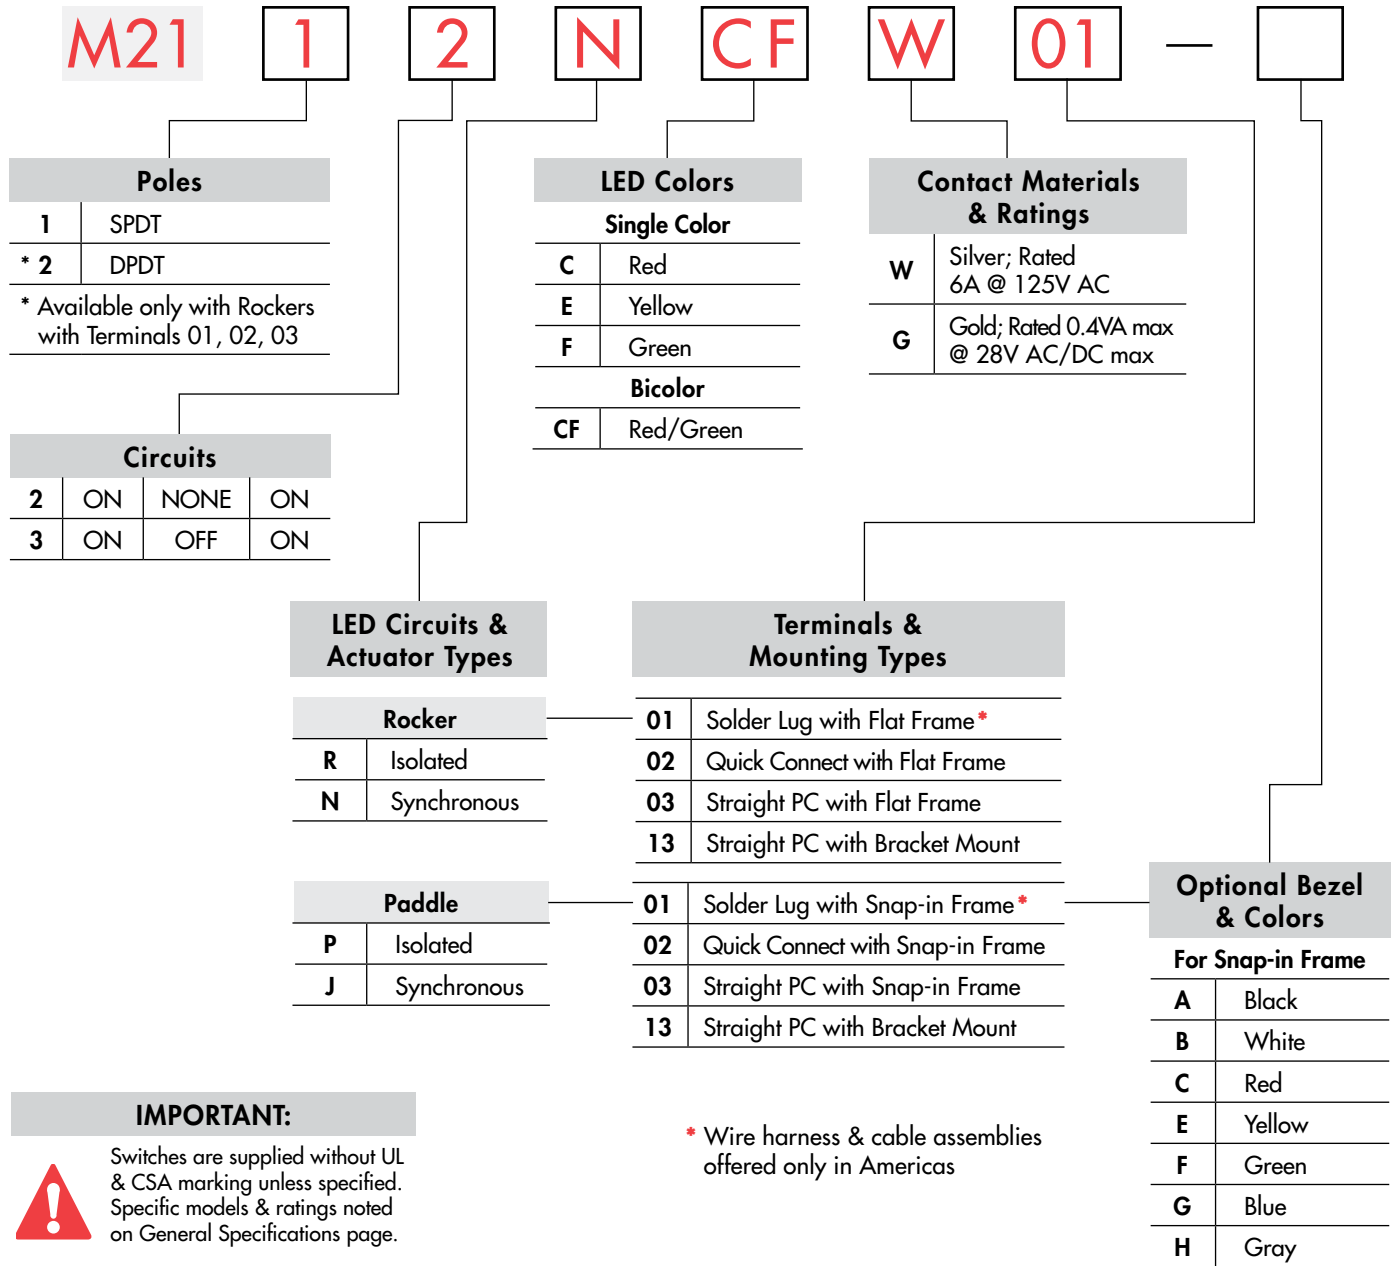 M21 1 2 N CF W 01 —
Poles
1 SPDT
* 2 DPDT
* Available only with Rockers
with Terminals 01, 02, 03
Circuits
2 ON NONE ON
3 ON OFF ON
LED Colors
Single Color
C Red
E Yellow
F Green
Bicolor
CF Red/Green
Contact Materials
& Ratings
W Silver; Rated
6A @ 125V AC
G Gold; Rated 0.4VA max
@ 28V AC/DC max
LED Circuits &
Actuator Types
Rocker
R Isolated
N Synchronous
Paddle
P Isolated
J Synchronous
Terminals &
Mounting Types
01 Solder Lug with Flat Frame*
02 Quick Connect with Flat Frame
03 Straight PC with Flat Frame
13 Straight PC with Bracket Mount
01 Solder Lug with Snap-in Frame*
02 Quick Connect with Snap-in Frame
03 Straight PC with Snap-in Frame
13 Straight PC with Bracket Mount
Optional Bezel
& Colors
For Snap-in Frame
A Black
B White
C Red
E Yellow
F Green
G Blue
H Gray
IMPORTANT:
Switches are supplied without UL
& CSA marking unless specified.
Specific models & ratings noted
on General Specifications page.
* Wire harness & cable assemblies
offered only in Americas